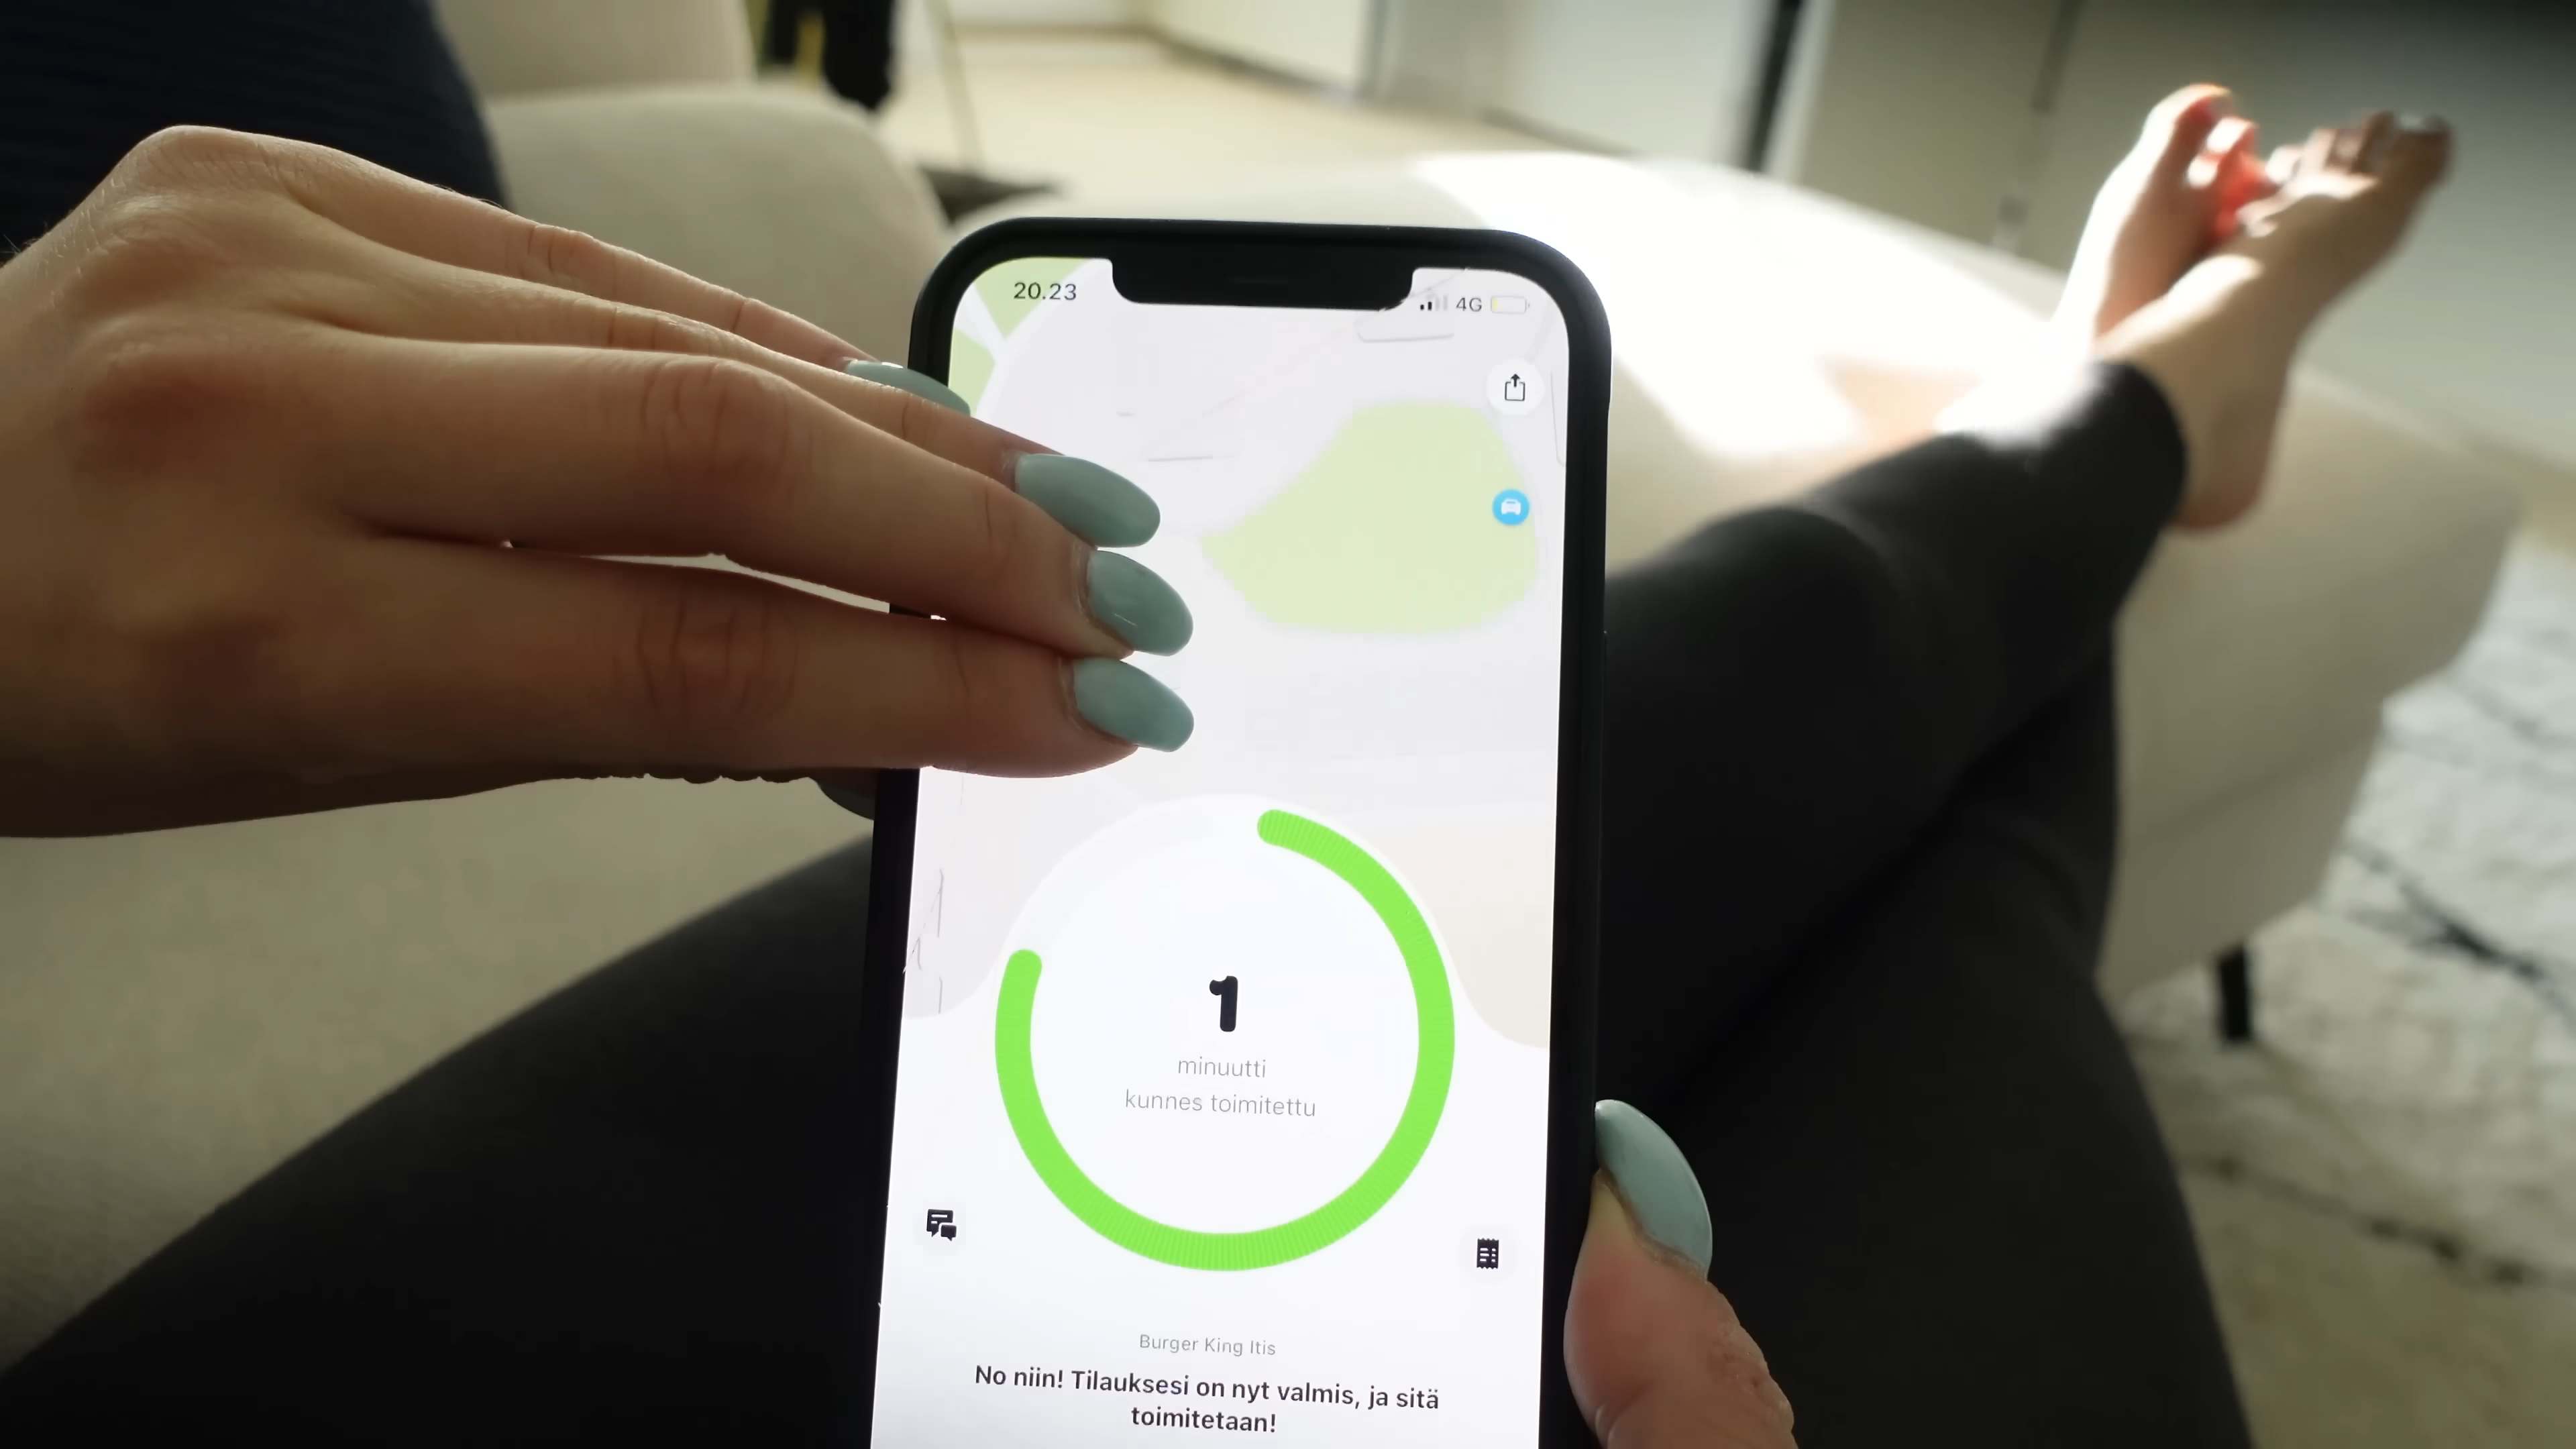 20.23
4G
1
minuutti
kunnes toimitettu
Burger King Itis
No niin! Tilauksesi on nyt valmis, ja sitä
toimitetaan!